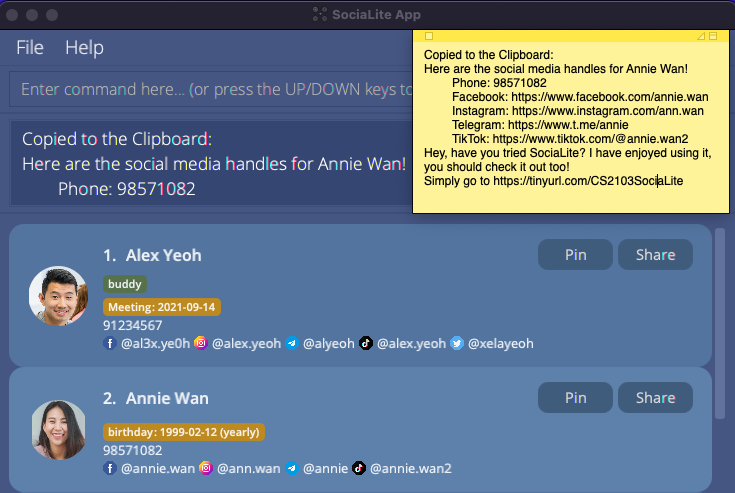 SociaLite App
File Help
Enter command here... (or press the UP/DOWN keys to
Copied to the Clipboard:
Here are the social media handles for Annie Wan!
Phone: 98571082
Copied to the Clipboard:
Here are the social media handles for Annie Wan!
Phone: 98571082
Facebook: https://www.facebook.com/annie.wan
Instagram: https://www.instagram.com/ann.wan
Telegram: https://www.t.me/annie
TikTok: https://www.tiktok.com/@annie.wan2
Hey, have you tried SociaLite? I have enjoyed using it,
you should check it out too!
Simply go to https://tinyurl.com/CS2103SociaLite
1. Alex Yeoh
Pin Share
buddy
Meeting: 2021-09-14
91234567
@al3x.ye0h @alex.yeoh @alyeoh @alex.yeoh @xelayeoh
2. Annie Wan
Pin Share
birthday: 1999-02-12 (yearly)
98571082
@annie.wan @ann.wan @annie @annie.wan2